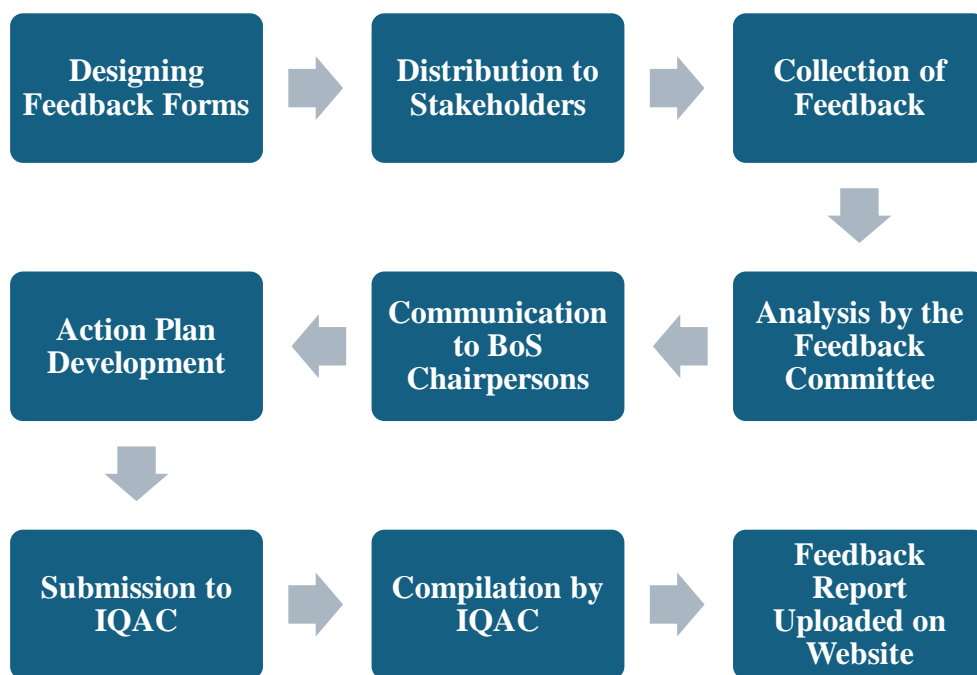 Designing
Feedback Forms
Distribution to
Stakeholders
Collection of
Feedback
Analysis by the
Feedback
Committee
Communication
to BoS
Chairpersons
Action Plan
Development
Submission to
IQAC
Compilation by
IQAC
Feedback
Report
Uploaded on
Website